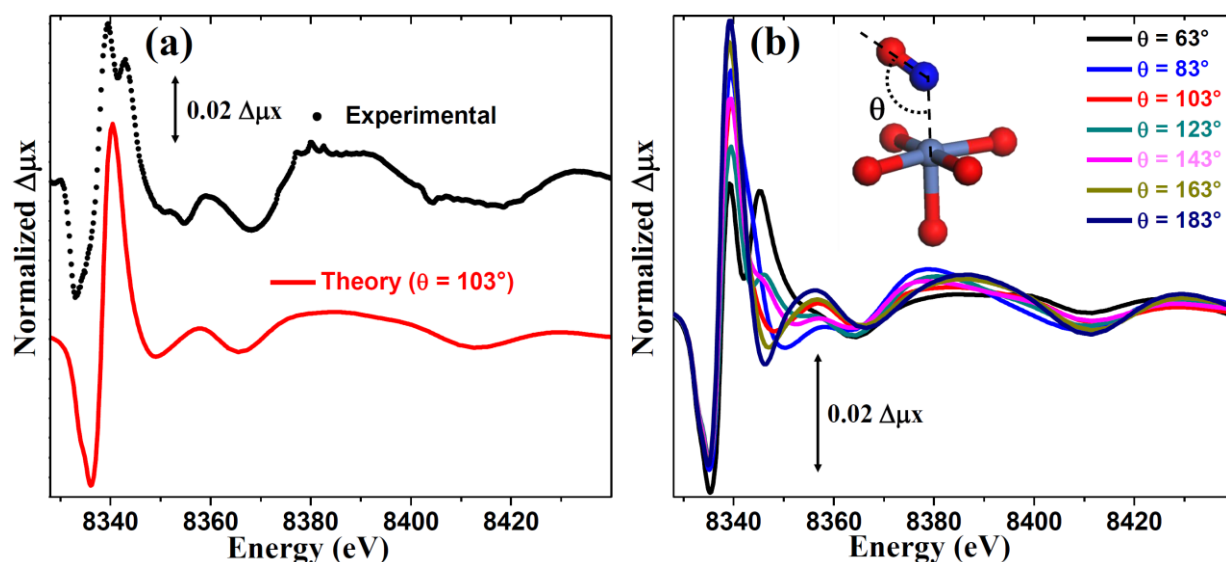 (a)
0.02 Δμx
Experimental
Theory (θ = 103°)
Normalized Δμx
8340
8360
8380
8400
8420
Energy (eV)
(b)
θ
θ = 63°
θ = 83°
θ = 103°
θ = 123°
θ = 143°
θ = 163°
θ = 183°
0.02 Δμx
Normalized Δμx
8340
8360
8380
8400
8420
Energy (eV)